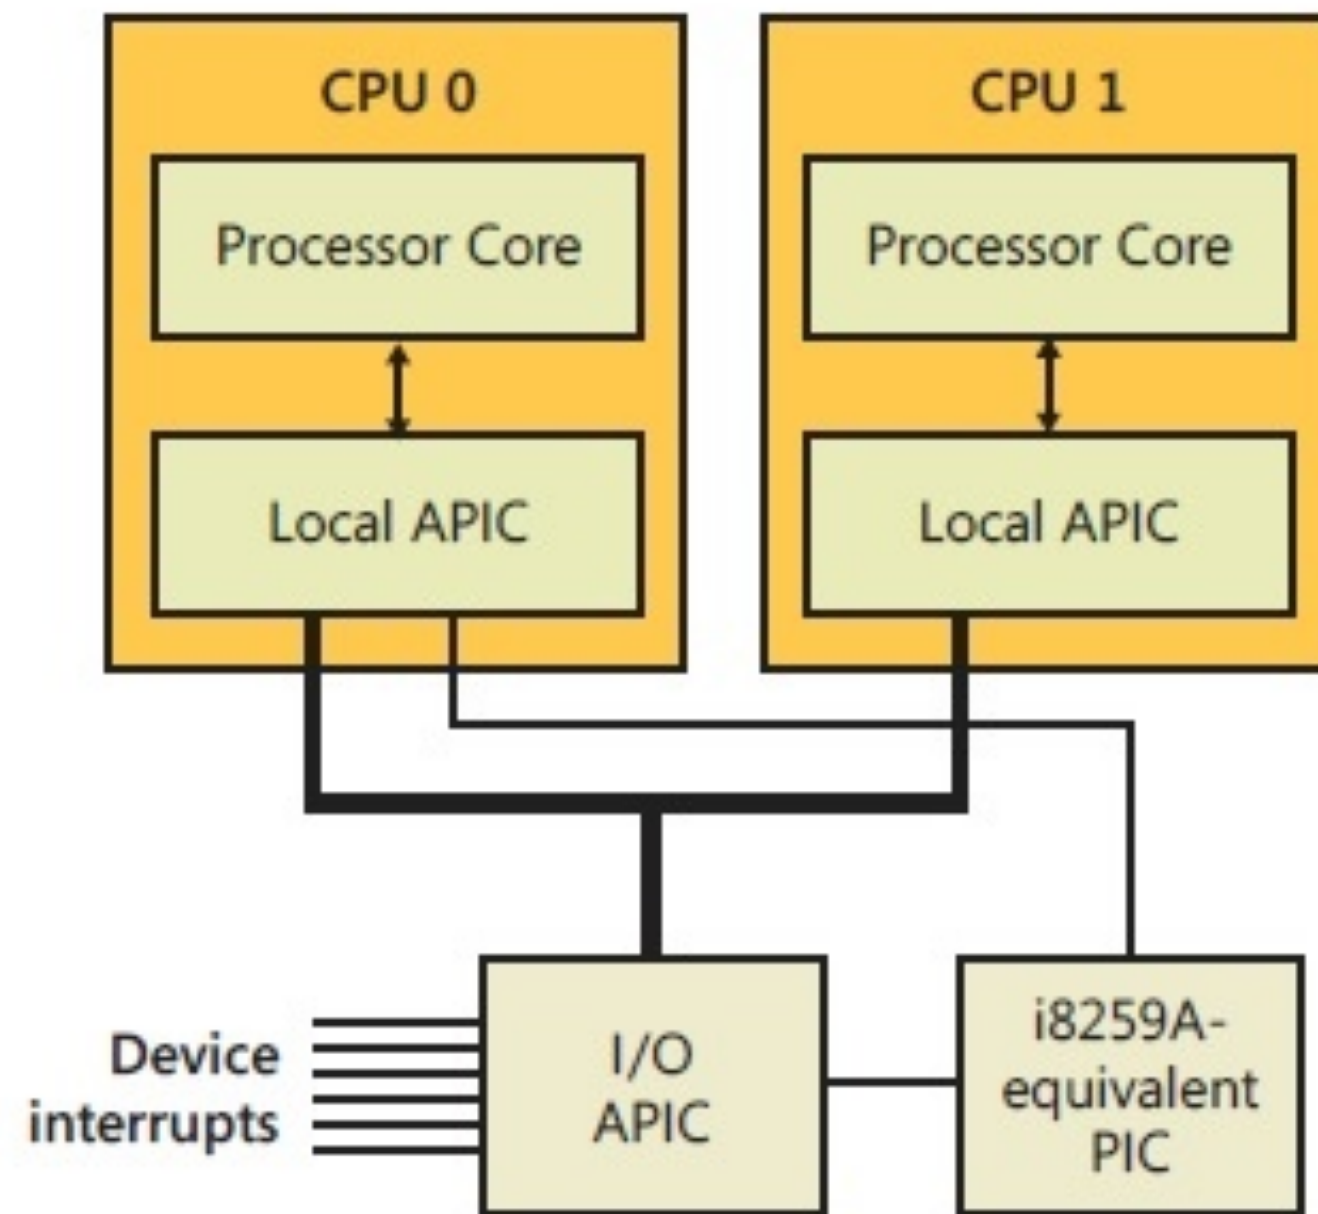 CPU 0
Processor Core
Local APIC
CPU 1
Processor Core
Local APIC
Device
interrupts
I/O
APIC
i8259A-
equivalent
PIC